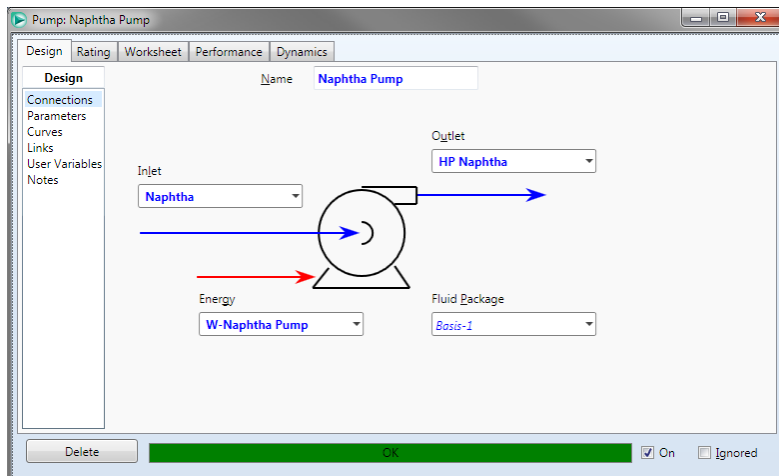 Pump: Naphtha Pump
Design Rating Worksheet Performance Dynamics
Design
Connections
Parameters
Curves
Links
User Variables
Notes
Name Naphtha Pump
Outlet
HP Naphtha
Inlet
Naphtha
Energy
W-Naphtha Pump
Fluid Package
Basis-1
Delete OK On Ignored